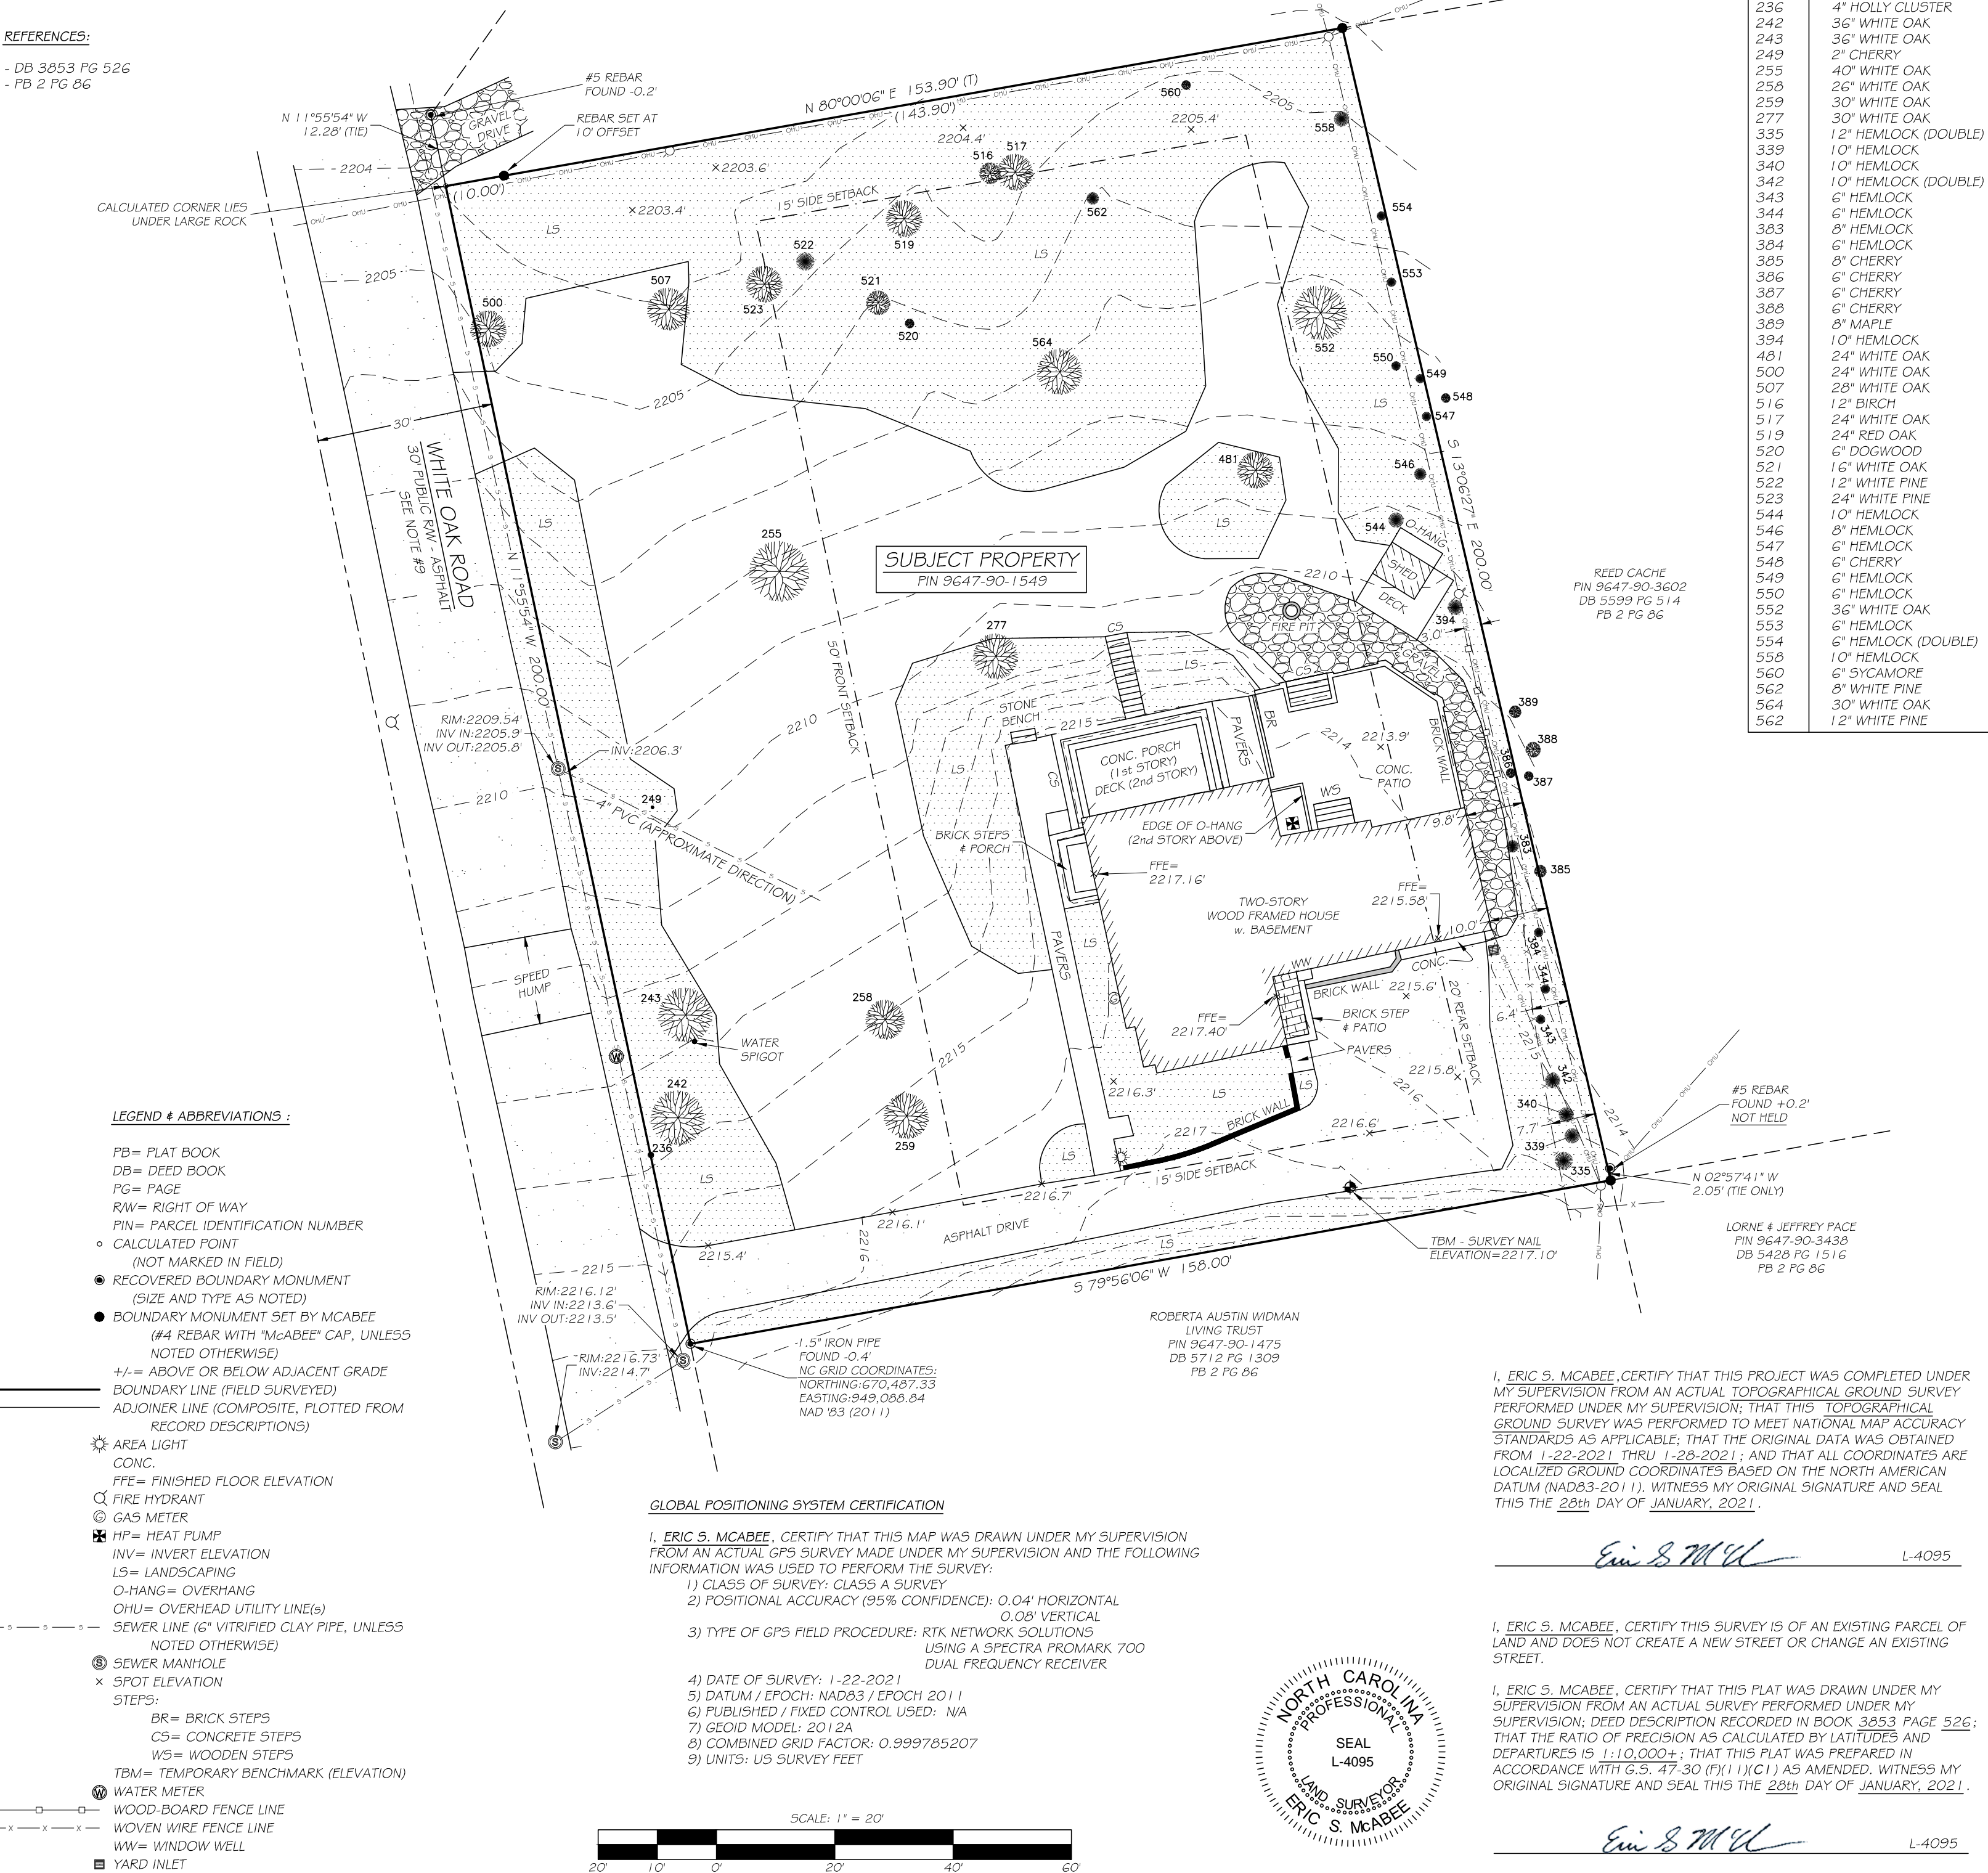 REFERENCES:
- DB 3853 PG 526
- PB 2 PG 86
N 11°55'54" W
12.28' (TIE)
#5 REBAR
FOUND -0.2'
GRAVEL
DRIVE
REBAR SET AT
10' OFFSET
CALCULATED CORNER LIES
UNDER LARGE ROCK
N 80°00'06" E 153.90' (T)
(143.90')
(10.00')
2204
2205
2203.6'
2203.4'
2204.4'
2205.4'
2205
15' SIDE SETBACK
LS
LS
560
558
516
517
562
554
519
522
521
507
523
500
520
564
553
552
550
549
548
547
LS
546
544
481
LS
2205
30'
WHITE OAK ROAD
30' PUBLIC R/W - ASPHALT
SEE NOTE #9
LS
N 11°55'54" W 200.00'
S 13°06'27" E 200.00'
255
SUBJECT PROPERTY
PIN 9647-90-1549
O-HANG
SHED
DECK
2210
REED CACHE
PIN 9647-90-3602
DB 5599 PG 514
PB 2 PG 86
FIRE PIT
394
3.0'
GRAVEL
277
CS
LS
CS
50' FRONT SETBACK
STONE
BENCH
2215
2210
PAVERS
BR
2214
2213.9'
CONC.
PATIO
BRICK WALL
389
388
386
387
CONC. PORCH
(1st STORY)
DECK (2nd STORY)
RIM:2209.54'
INV IN:2205.9'
INV OUT:2205.8'
INV:2206.3'
2210
249
4" PVC (APPROXIMATE DIRECTION)
LS
CS
WS
9.8'
BRICK STEPS
& PORCH
EDGE OF O-HANG
(2nd STORY ABOVE)
383
385
FFE=
2217.16'
TWO-STORY
WOOD FRAMED HOUSE
w. BASEMENT
FFE=
2215.58'
10.0'
384
SPEED
HUMP
PAVERS
LS
WW
CONC.
BRICK WALL
2215.6'
344
6.4'
343
243
258
WATER
SPIGOT
FFE=
2217.40'
BRICK STEP
& PATIO
PAVERS
20' REAR SETBACK
2215
2215
2215.8'
2216
342
242
236
259
2216.3'
LS
LS
BRICK WALL
2217
2216.6'
340
7.7'
339
335
2214
#5 REBAR
FOUND +0.2'
NOT HELD
LS
LS
15' SIDE SETBACK
2216.7'
2216.1'
2215.4'
2216
ASPHALT DRIVE
LS
TBM - SURVEY NAIL
ELEVATION=2217.10'
N 02°57'41" W
2.05' (TIE ONLY)
LORNE & JEFFREY PACE
PIN 9647-90-3438
DB 5428 PG 1516
PB 2 PG 86
2215
S 79°56'06" W 158.00'
RIM:2216.12'
INV IN:2213.6'
INV OUT:2213.5'
RIM:2216.73'
INV:2214.7'
-1.5" IRON PIPE
FOUND -0.4'
NC GRID COORDINATES:
NORTHING:670,487.33
EASTING:949,088.84
NAD '83 (2011)
ROBERTA AUSTIN WIDMAN
LIVING TRUST
PIN 9647-90-1475
DB 5712 PG 1309
PB 2 PG 86
236 4" HOLLY CLUSTER
242 36" WHITE OAK
243 36" WHITE OAK
249 2" CHERRY
255 40" WHITE OAK
258 26" WHITE OAK
259 30" WHITE OAK
277 30" WHITE OAK
335 12" HEMLOCK (DOUBLE)
339 10" HEMLOCK
340 10" HEMLOCK
342 10" HEMLOCK (DOUBLE)
343 6" HEMLOCK
344 6" HEMLOCK
383 8" HEMLOCK
384 6" HEMLOCK
385 8" CHERRY
386 6" CHERRY
387 6" CHERRY
388 6" CHERRY
389 8" MAPLE
394 10" HEMLOCK
481 24" WHITE OAK
500 24" WHITE OAK
507 28" WHITE OAK
516 12" BIRCH
517 24" WHITE OAK
519 24" RED OAK
520 6" DOGWOOD
521 16" WHITE OAK
522 12" WHITE PINE
523 24" WHITE PINE
544 10" HEMLOCK
546 8" HEMLOCK
547 6" HEMLOCK
548 6" CHERRY
549 6" HEMLOCK
550 6" HEMLOCK
552 36" WHITE OAK
553 6" HEMLOCK
554 6" HEMLOCK (DOUBLE)
558 10" HEMLOCK
560 6" SYCAMORE
562 8" WHITE PINE
564 30" WHITE OAK
562 12" WHITE PINE
LEGEND & ABBREVIATIONS :
PB= PLAT BOOK
DB= DEED BOOK
PG= PAGE
R/W= RIGHT OF WAY
PIN= PARCEL IDENTIFICATION NUMBER
CALCULATED POINT
(NOT MARKED IN FIELD)
RECOVERED BOUNDARY MONUMENT
(SIZE AND TYPE AS NOTED)
BOUNDARY MONUMENT SET BY MCABEE
(#4 REBAR WITH "McABEE" CAP, UNLESS
NOTED OTHERWISE)
+/-= ABOVE OR BELOW ADJACENT GRADE
BOUNDARY LINE (FIELD SURVEYED)
ADJOINER LINE (COMPOSITE, PLOTTED FROM
RECORD DESCRIPTIONS)
AREA LIGHT
CONC.
FFE= FINISHED FLOOR ELEVATION
FIRE HYDRANT
G GAS METER
HP= HEAT PUMP
INV= INVERT ELEVATION
LS= LANDSCAPING
O-HANG= OVERHANG
OHU= OVERHEAD UTILITY LINE(s)
SEWER LINE (6" VITRIFIED CLAY PIPE, UNLESS
NOTED OTHERWISE)
S SEWER MANHOLE
x SPOT ELEVATION
STEPS:
BR= BRICK STEPS
CS= CONCRETE STEPS
WS= WOODEN STEPS
TBM= TEMPORARY BENCHMARK (ELEVATION)
W WATER METER
WOOD-BOARD FENCE LINE
WOVEN WIRE FENCE LINE
WW= WINDOW WELL
YARD INLET
GLOBAL POSITIONING SYSTEM CERTIFICATION
I, ERIC S. MCABEE, CERTIFY THAT THIS MAP WAS DRAWN UNDER MY SUPERVISION
FROM AN ACTUAL GPS SURVEY MADE UNDER MY SUPERVISION AND THE FOLLOWING
INFORMATION WAS USED TO PERFORM THE SURVEY:
1) CLASS OF SURVEY: CLASS A SURVEY
2) POSITIONAL ACCURACY (95% CONFIDENCE): 0.04' HORIZONTAL
0.08' VERTICAL
3) TYPE OF GPS FIELD PROCEDURE: RTK NETWORK SOLUTIONS
USING A SPECTRA PROMARK 700
DUAL FREQUENCY RECEIVER
4) DATE OF SURVEY: 1-22-2021
5) DATUM / EPOCH: NAD83 / EPOCH 2011
6) PUBLISHED / FIXED CONTROL USED: N/A
7) GEOID MODEL: 2012A
8) COMBINED GRID FACTOR: 0.999785207
9) UNITS: US SURVEY FEET
SCALE: 1" = 20'
20' 10' 0' 20' 40' 60'
NORTH CAROLINA
PROFESSIONAL
SEAL
L-4095
LAND SURVEYOR
ERIC S. McABEE
I, ERIC S. MCABEE,CERTIFY THAT THIS PROJECT WAS COMPLETED UNDER
MY SUPERVISION FROM AN ACTUAL TOPOGRAPHICAL GROUND SURVEY
PERFORMED UNDER MY SUPERVISION; THAT THIS TOPOGRAPHICAL
GROUND SURVEY WAS PERFORMED TO MEET NATIONAL MAP ACCURACY
STANDARDS AS APPLICABLE; THAT THE ORIGINAL DATA WAS OBTAINED
FROM 1-22-2021 THRU 1-28-2021; AND THAT ALL COORDINATES ARE
LOCALIZED GROUND COORDINATES BASED ON THE NORTH AMERICAN
DATUM (NAD83-2011). WITNESS MY ORIGINAL SIGNATURE AND SEAL
THIS THE 28th DAY OF JANUARY, 2021.
L-4095
I, ERIC S. MCABEE, CERTIFY THIS SURVEY IS OF AN EXISTING PARCEL OF
LAND AND DOES NOT CREATE A NEW STREET OR CHANGE AN EXISTING
STREET.
I, ERIC S. MCABEE, CERTIFY THAT THIS PLAT WAS DRAWN UNDER MY
SUPERVISION FROM AN ACTUAL SURVEY PERFORMED UNDER MY
SUPERVISION; DEED DESCRIPTION RECORDED IN BOOK 3853 PAGE 526;
THAT THE RATIO OF PRECISION AS CALCULATED BY LATITUDES AND
DEPARTURES IS 1:10,000+; THAT THIS PLAT WAS PREPARED IN
ACCORDANCE WITH G.S. 47-30 (F)(11)(C1) AS AMENDED. WITNESS MY
ORIGINAL SIGNATURE AND SEAL THIS THE 28th DAY OF JANUARY, 2021.
L-4095